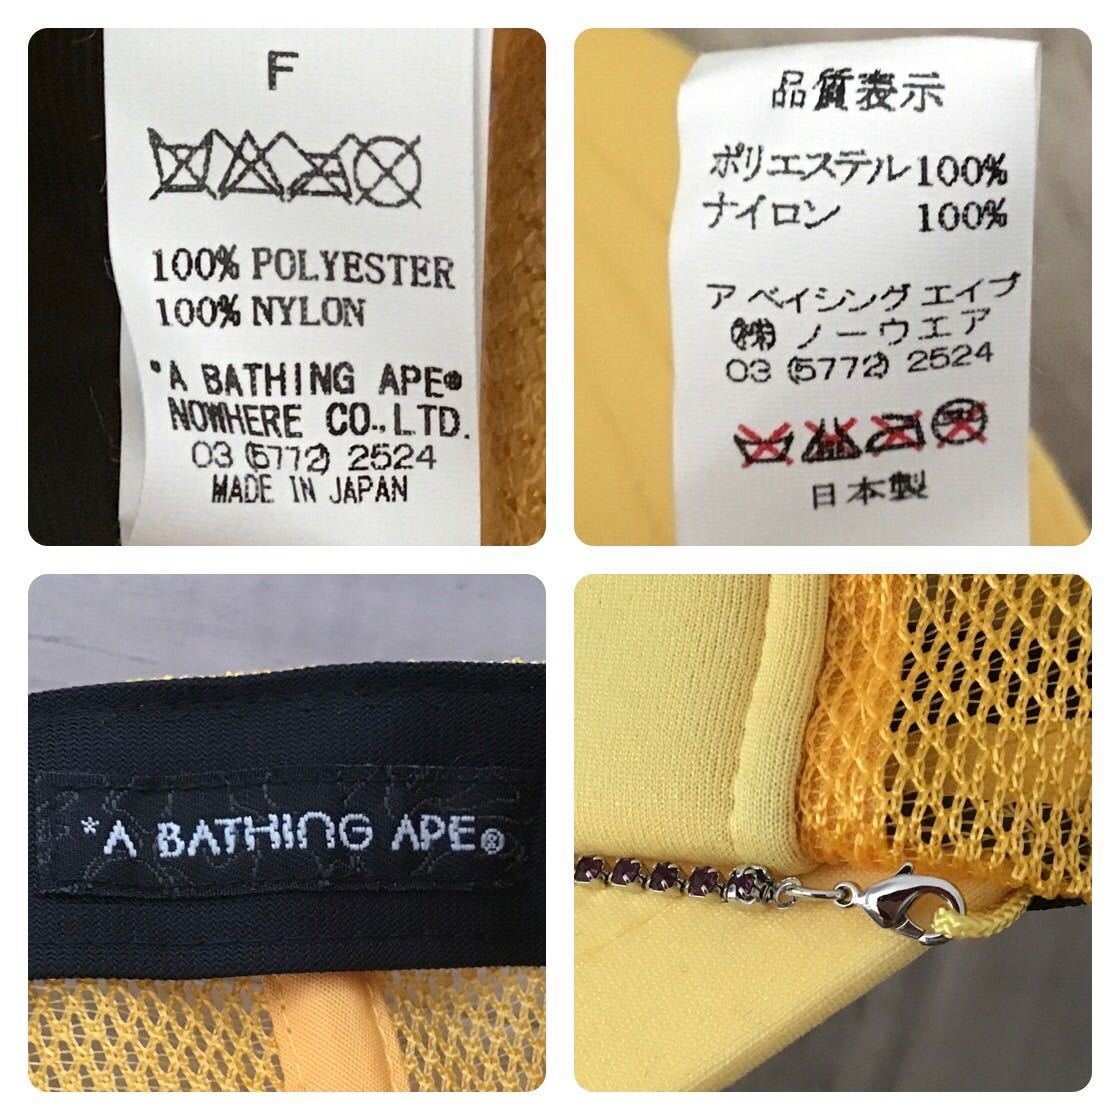 F
100% POLYESTER
100% NYLON
*A BATHING APE®
NOWHERE CO.,LTD.
03 (5772) 2524
MADE IN JAPAN
品質表示
ポリエステル100%
ナイロン 100%
ア ベイシング エイプ
㈱ ノーウエア
03 (5772) 2524
日本製
*A BATHING APE®